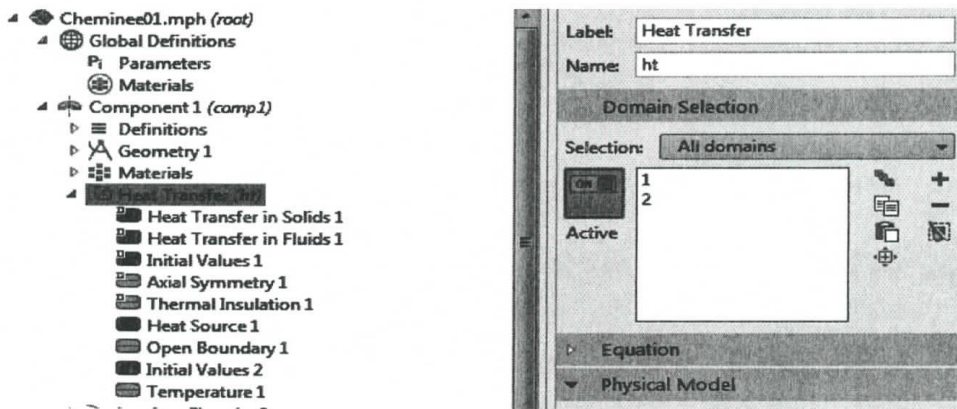 Cheminee01.mph (root)
Global Definitions
Pi Parameters
Materials
Component 1 (comp1)
Definitions
Geometry 1
Materials
Heat Transfer (ht)
Heat Transfer in Solids 1
Heat Transfer in Fluids 1
Initial Values 1
Axial Symmetry 1
Thermal Insulation 1
Heat Source 1
Open Boundary 1
Initial Values 2
Temperature 1
Label: Heat Transfer
Name: ht
Domain Selection
Selection: All domains
ON
Active
1
2
Equation
Physical Model